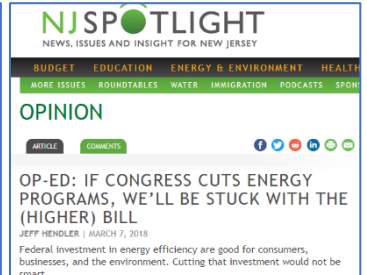 NJSPOTLIGHT
NEWS, ISSUES AND INSIGHT FOR NEW JERSEY
BUDGET EDUCATION ENERGY & ENVIRONMENT HEALTH
MORE ISSUES ROUNDTABLES WATER IMMIGRATION PODCASTS SPON
OPINION
ARTICLE COMMENTS
OP-ED: IF CONGRESS CUTS ENERGY
PROGRAMS, WE'LL BE STUCK WITH THE
(HIGHER) BILL
JEFF HENDLER | MARCH 7, 2018
Federal investment in energy efficiency are good for consumers,
businesses, and the environment. Cutting that investment would not be
smart